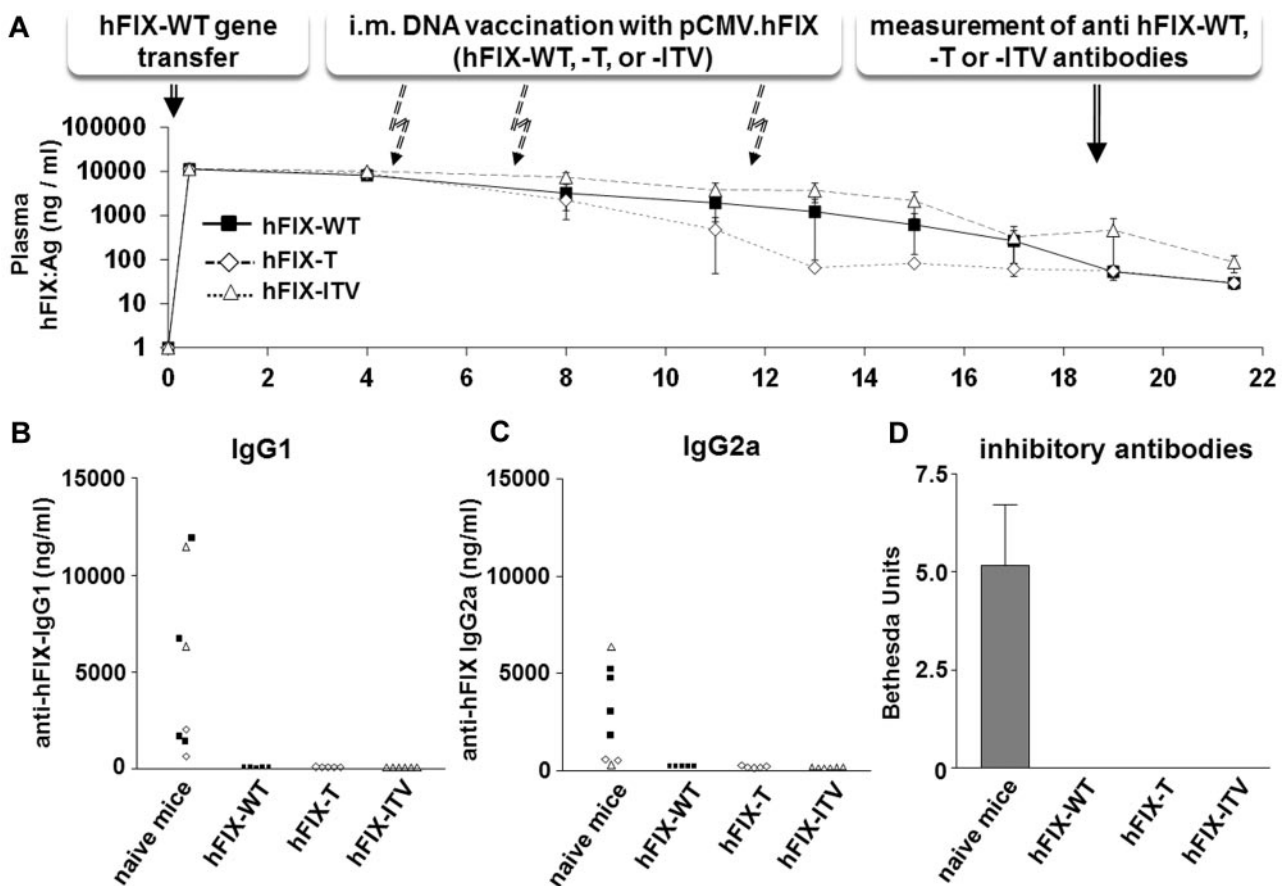 A
hFIX-WT gene
transfer
i.m. DNA vaccination with pCMV.hFIX
(hFIX-WT, -T, or -ITV)
measurement of anti hFIX-WT,
-T or -ITV antibodies
Plasma
hFIX:Ag (ng / ml)
100000
10000
1000
100
10
1
hFIX-WT
hFIX-T
hFIX-ITV
0 2 4 6 8 10 12 14 16 18 20 22
B
IgG1
anti-hFIX-IgG1 (ng/ml)
15000
10000
5000
0
naive mice
hFIX-WT
hFIX-T
hFIX-ITV
C
IgG2a
anti-hFIX IgG2a (ng/ml)
15000
10000
5000
0
naive mice
hFIX-WT
hFIX-T
hFIX-ITV
D
inhibitory antibodies
Bethesda Units
7.5
5.0
2.5
0
naive mice
hFIX-WT
hFIX-T
hFIX-ITV